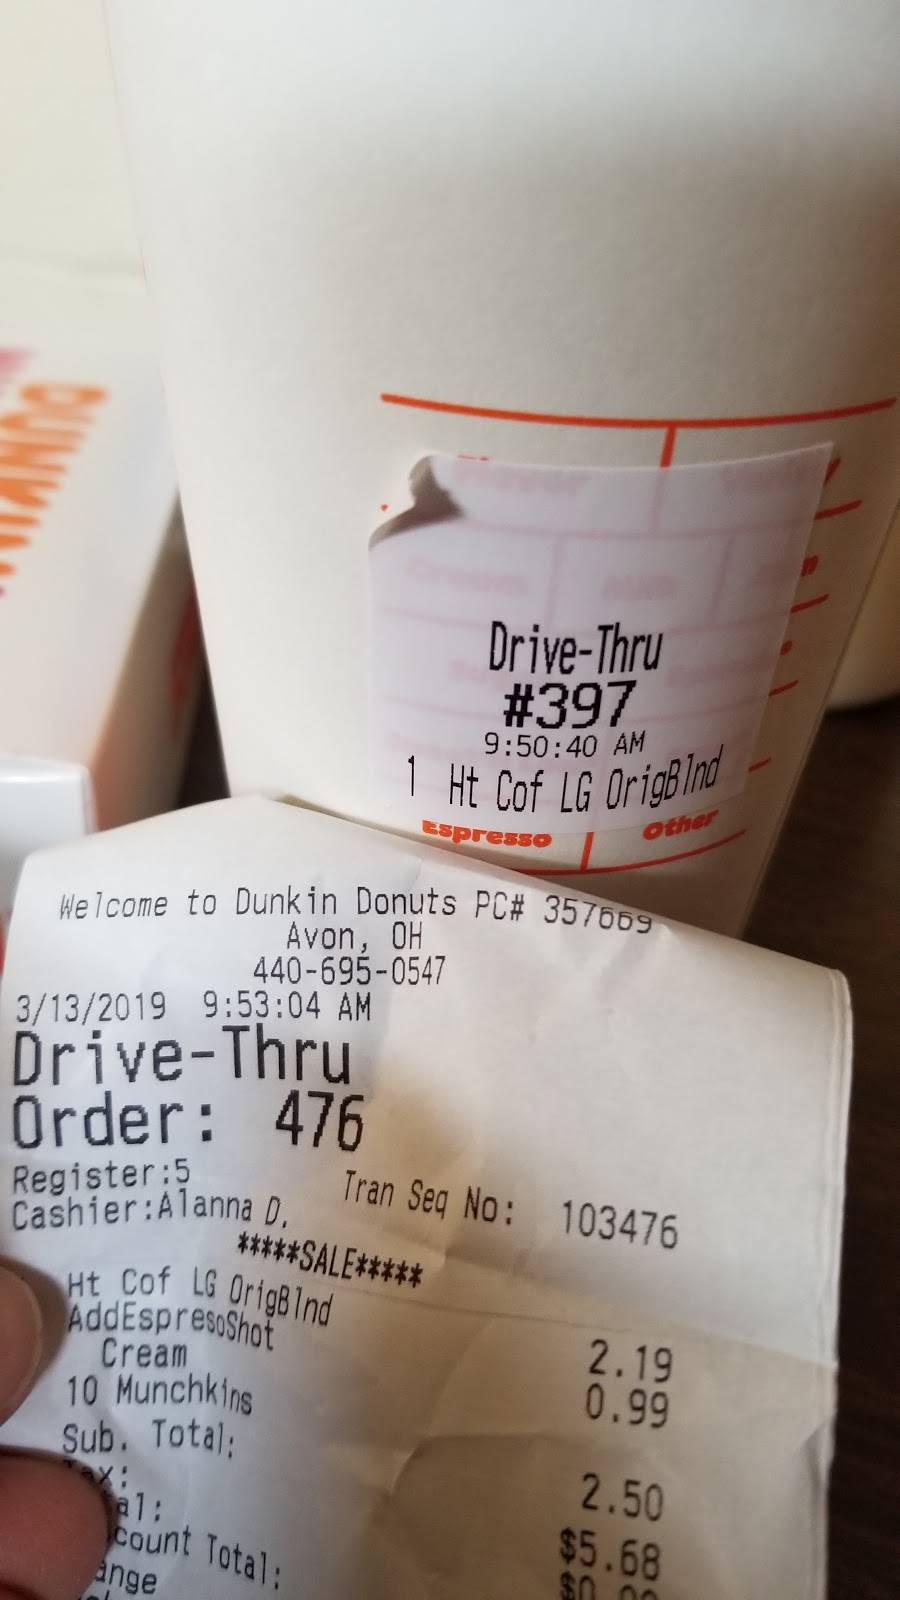 DUNKIN
Drive-Thru
#397
9:50:40 AM
1 Ht Cof LG OrigBlnd
Espresso Other
Welcome to Dunkin Donuts PC# 357669
Avon, OH
440-695-0547
3/13/2019 9:53:04 AM
Drive-Thru
Order: 476
Register:5 Tran Seq No: 103476
Cashier:Alanna D.
*****SALE*****
Ht Cof LG OrigBlnd 2.19
AddEspresoShot 0.99
Cream
10 Munchkins 2.50
Sub. Total: $5.68
Total: